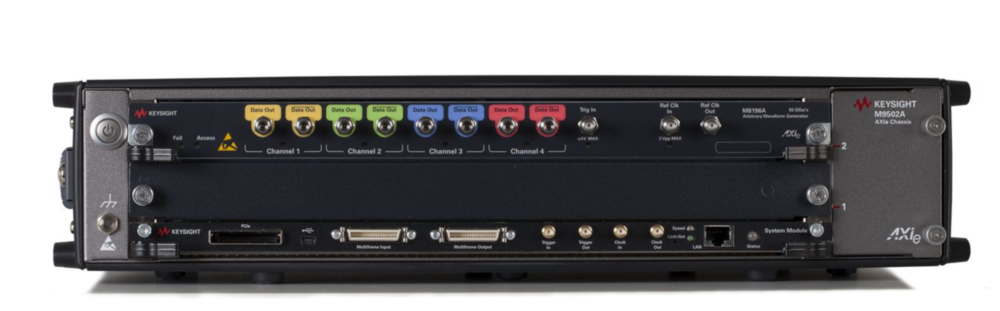 KEYSIGHT
Data Out
Data Out
Data Out
Data Out
Data Out
Data Out
Data Out
Data Out
Trig In
Ref Clk
In
Ref Clk
Out
M8196A
92 GSa/s
Arbitrary Waveform Generator
Fail
Access
±4V MAX
3 Vpp MAX
AXIe
Channel 1
Channel 2
Channel 3
Channel 4
KEYSIGHT
M9502A
AXIe Chassis
2
1
KEYSIGHT
PCIe
Multiframe Input
Multiframe Output
Trigger
In
Trigger
Out
Clock
In
Clock
Out
Speed
Link/Act
LAN
Status
System Module
AXIe